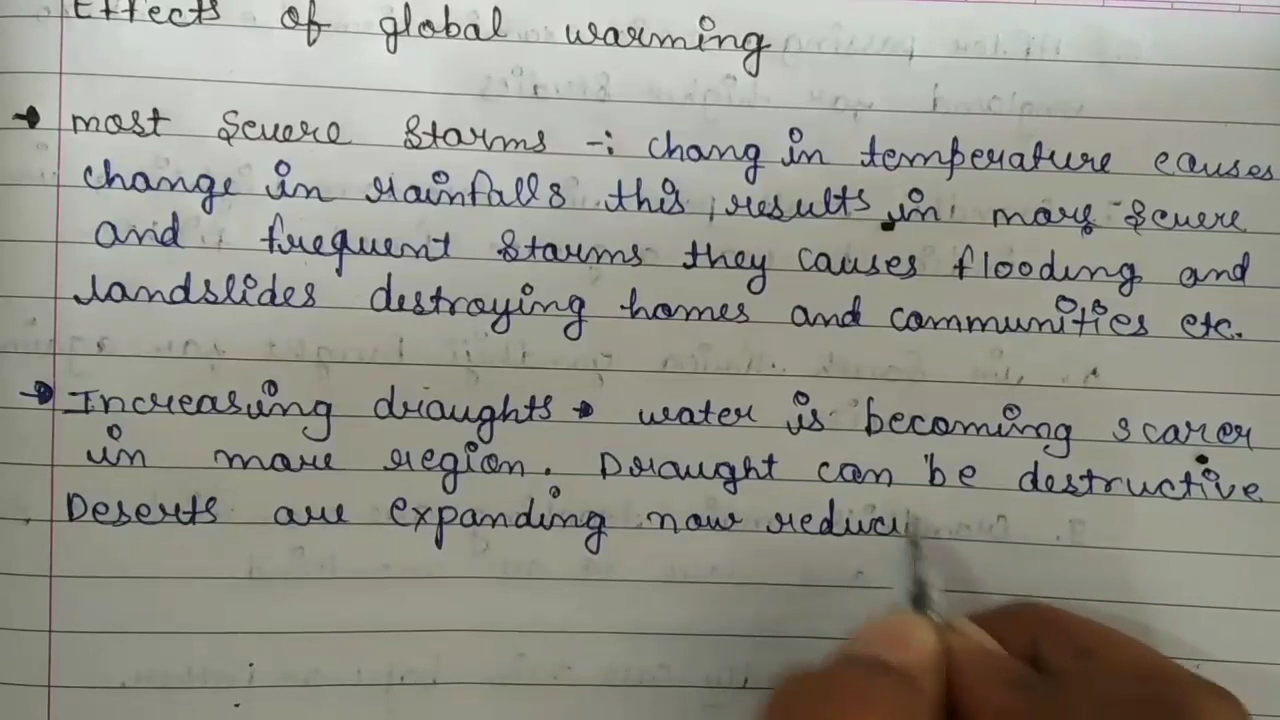 Effects of global warming
→ most severe storms -: chang in temperature causes
change in rainfalls this results in more severe
and frequent storms they causes flooding and
landslides destroying homes and communities etc.
→ Increasing draughts → water is becoming scarer
in more region. Draught can be destructive
Deserts are expanding now reduci